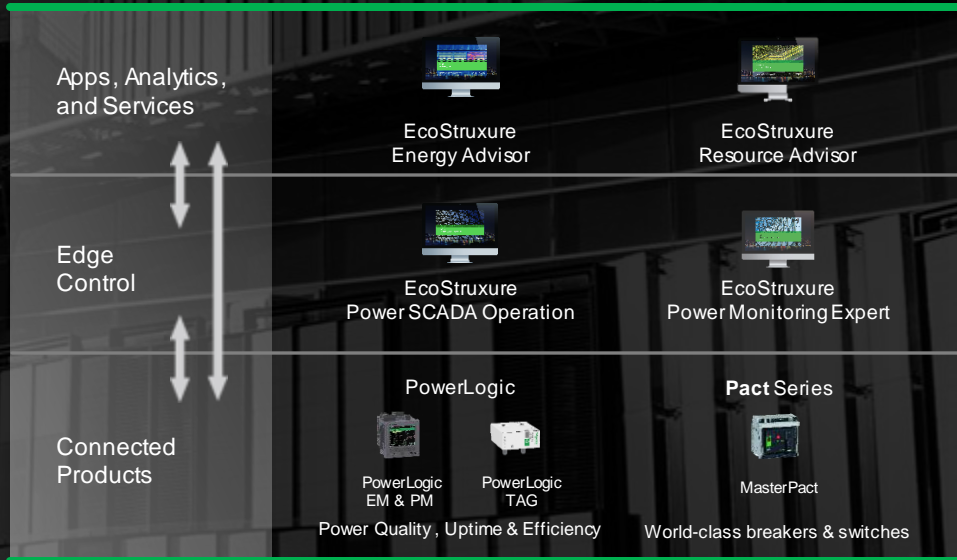 Apps, Analytics,
and Services
EcoStruxure
Energy Advisor
EcoStruxure
Resource Advisor
Edge
Control
EcoStruxure
Power SCADA Operation
EcoStruxure
Power Monitoring Expert
Connected
Products
PowerLogic
PowerLogic
EM & PM
PowerLogic
TAG
Power Quality, Uptime & Efficiency
Pact Series
MasterPact
World-class breakers & switches